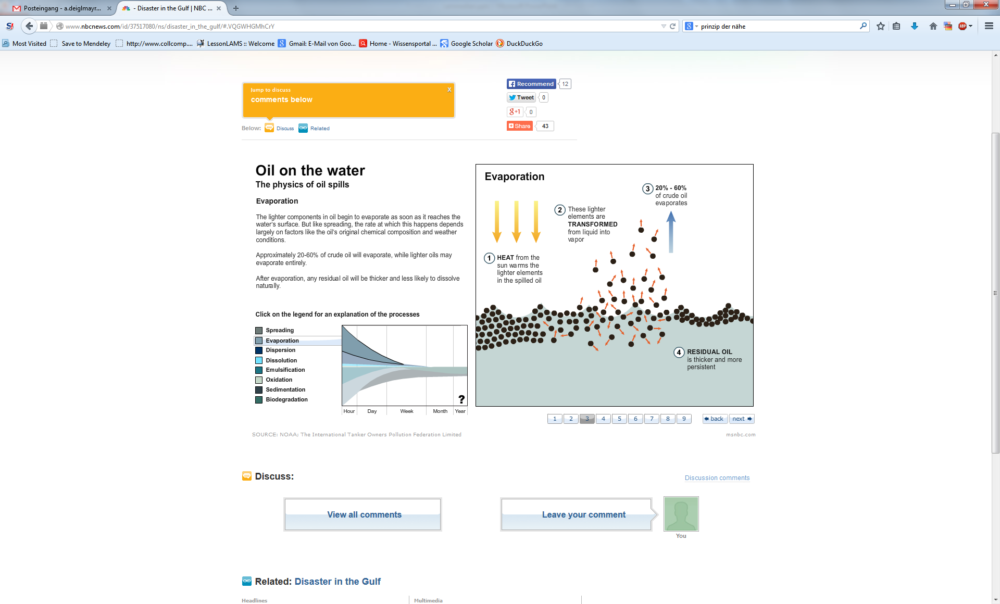 Posteingang - a.deiglmayr...
- Disaster in the Gulf | NBC ...
www.nbcnews.com/id/37517080/ns/disaster_in_the_gulf/#.VQGWHGMhCrY
prinzip der nähe
ABP
Most Visited
Save to Mendeley
http://www.collcomp....
LessonLAMS :: Welcome
Gmail: E-Mail von Goo...
Home - Wissensportal ...
Google Scholar
DuckDuckGo
Jump to discuss
comments below
X
Below:
Discuss
Related
Recommend 12
Tweet 0
g+1 0
Share 43
Oil on the water
The physics of oil spills
Evaporation
The lighter components in oil begin to evaporate as soon as it reaches the
water's surface. But like spreading, the rate at which this happens depends
largely on factors like the oil's original chemical composition and weather
conditions.
Approximately 20-60% of crude oil will evaporate, while lighter oils may
evaporate entirely.
After evaporation, any residual oil will be thicker and less likely to dissolve
naturally.
Click on the legend for an explanation of the processes
Spreading
Evaporation
Dispersion
Dissolution
Emulsification
Oxidation
Sedimentation
Biodegradation
?
Hour Day Week Month Year
SOURCE: NOAA; The International Tanker Owners Pollution Federation Limited
Evaporation
1 HEAT from the
sun warms the
lighter elements
in the spilled oil
2 These lighter
elements are
TRANSFORMED
from liquid into
vapor
3 20% - 60%
of crude oil
evaporates
4 RESIDUAL OIL
is thicker and more
persistent
1 2 3 4 5 6 7 8 9 back next
msnbc.com
Discuss:
Discussion comments
View all comments
Leave your comment
You
Related: Disaster in the Gulf
Headlines
Multimedia